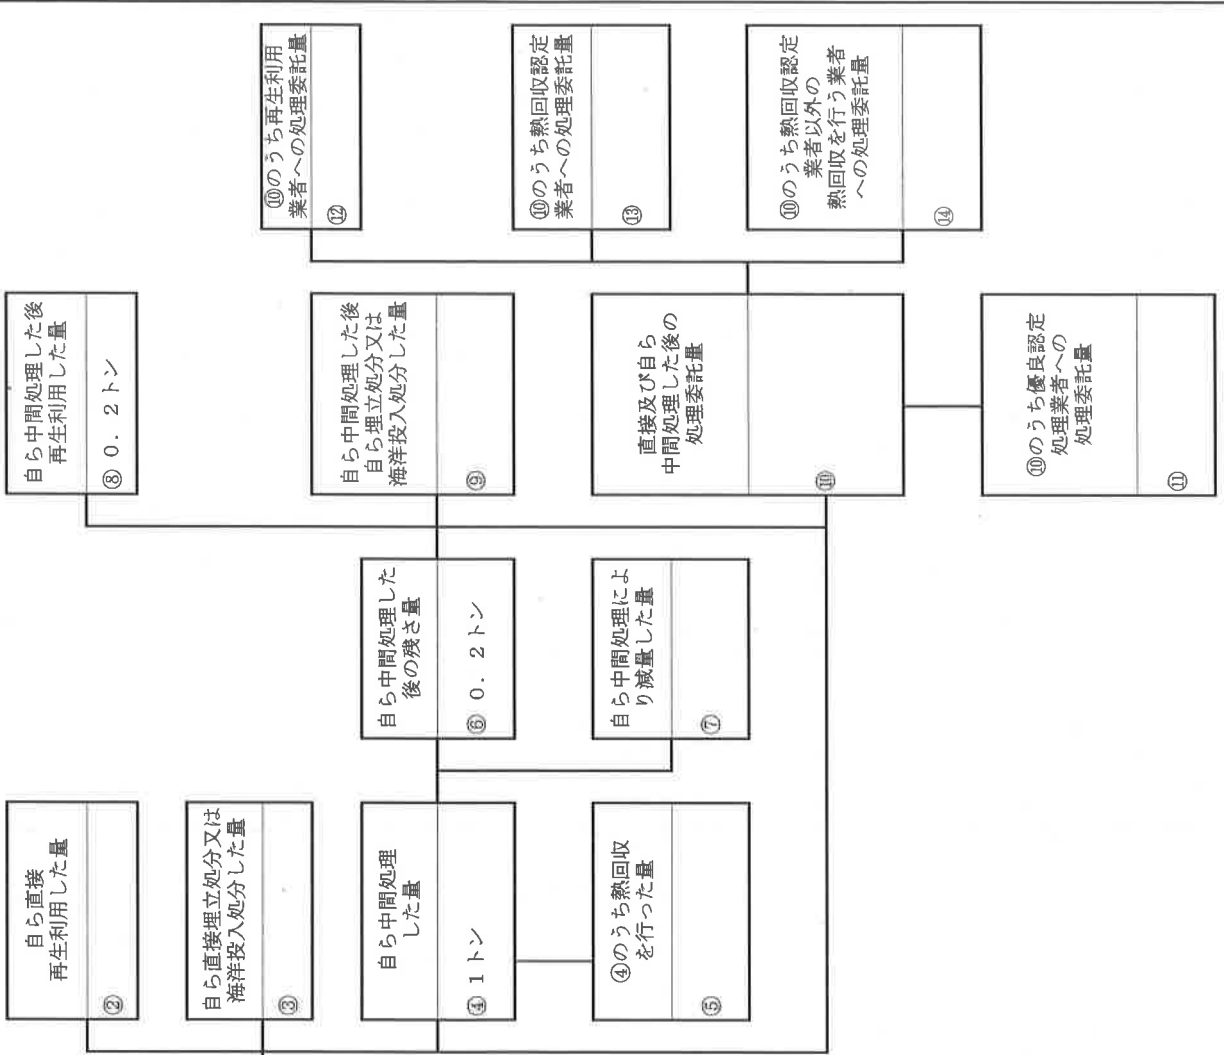 自ら直接
再生利用した量
②
自ら直接埋立処分又は
海洋投入処分した量
③
自ら中間処理
した量
④ 1トン
④のうち熱回収
を行った量
⑤
自ら中間処理した
後の残さ量
⑥ 0.2トン
自ら中間処理によ
り減量した量
⑦
自ら中間処理した後
再生利用した量
⑧ 0.2トン
自ら中間処理した後
自ら埋立処分又は
海洋投入処分した量
⑨
直接及び自ら
中間処理した後の
処理委託量
⑩
⑩のうち優良認定
処理業者への
処理委託量
⑪
⑩のうち再生利用
業者への処理委託量
⑫
⑩のうち熱回収認定
業者への処理委託量
⑬
⑩のうち熱回収認定
業者以外の
熱回収を行う業者
への処理委託量
⑭